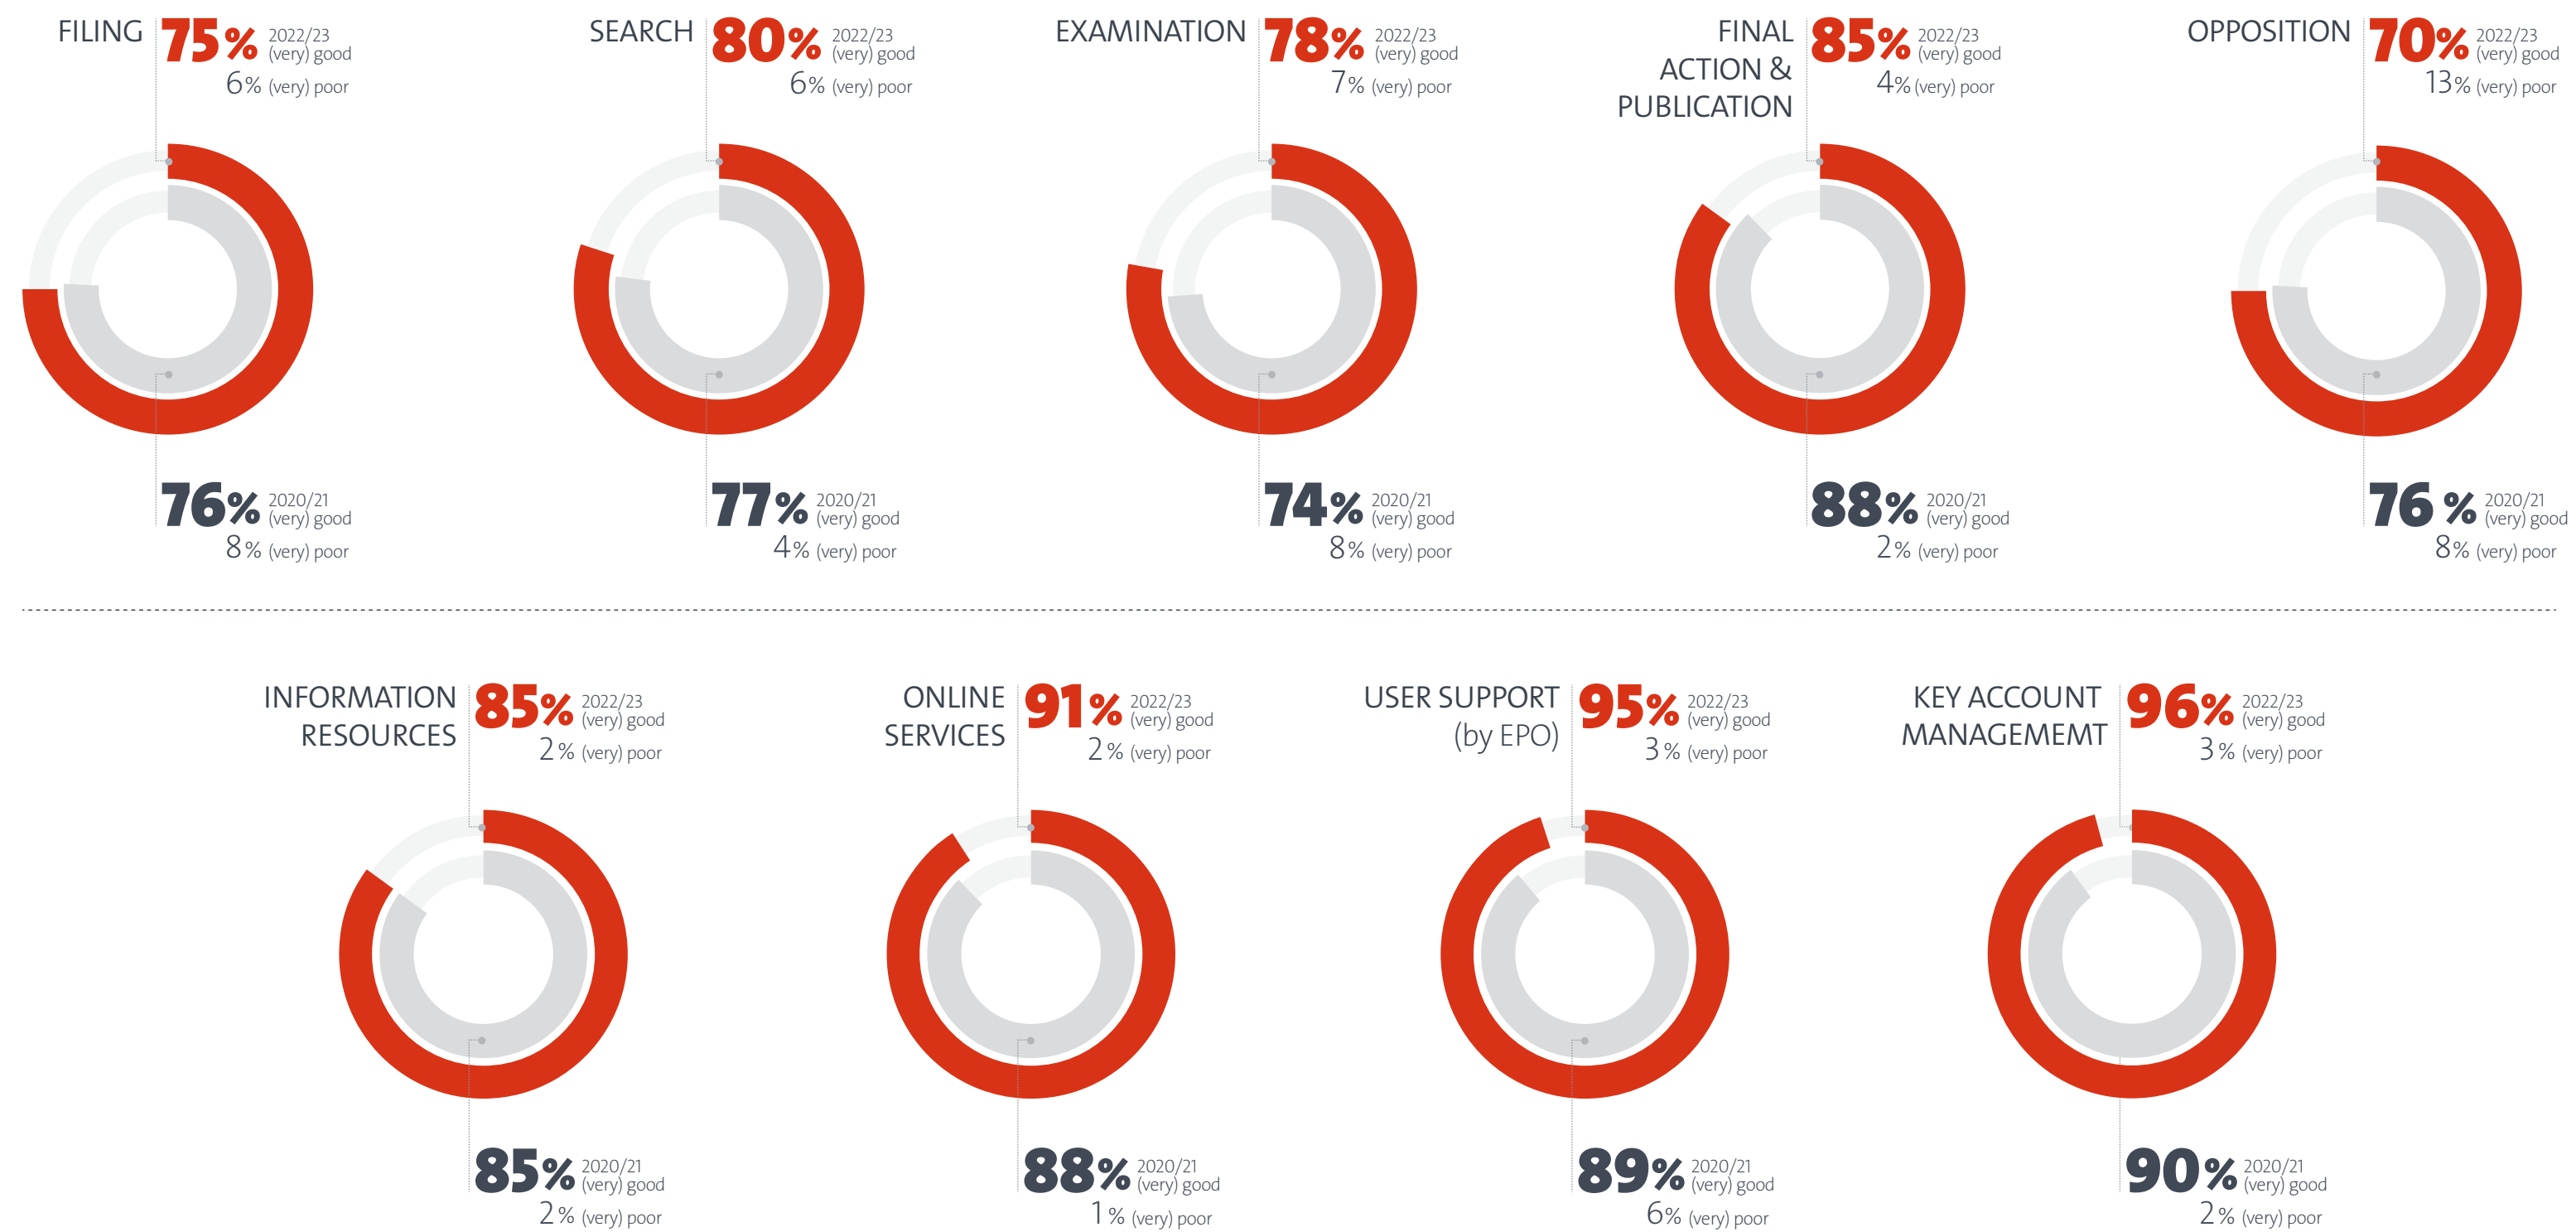 FILING
75% 2022/23
(very) good
6% (very) poor
76% 2020/21
(very) good
8% (very) poor
SEARCH
80% 2022/23
(very) good
6% (very) poor
77% 2020/21
(very) good
4% (very) poor
EXAMINATION
78% 2022/23
(very) good
7% (very) poor
74% 2020/21
(very) good
8% (very) poor
FINAL
ACTION &
PUBLICATION
85% 2022/23
(very) good
4% (very) poor
88% 2020/21
(very) good
2% (very) poor
OPPOSITION
70% 2022/23
(very) good
13% (very) poor
76 % 2020/21
(very) good
8% (very) poor
INFORMATION
RESOURCES
85% 2022/23
(very) good
2% (very) poor
85% 2020/21
(very) good
2% (very) poor
ONLINE
SERVICES
91% 2022/23
(very) good
2% (very) poor
88% 2020/21
(very) good
1% (very) poor
USER SUPPORT
(by EPO)
95% 2022/23
(very) good
3% (very) poor
89% 2020/21
(very) good
6% (very) poor
KEY ACCOUNT
MANAGEMEMT
96% 2022/23
(very) good
3% (very) poor
90% 2020/21
(very) good
2% (very) poor